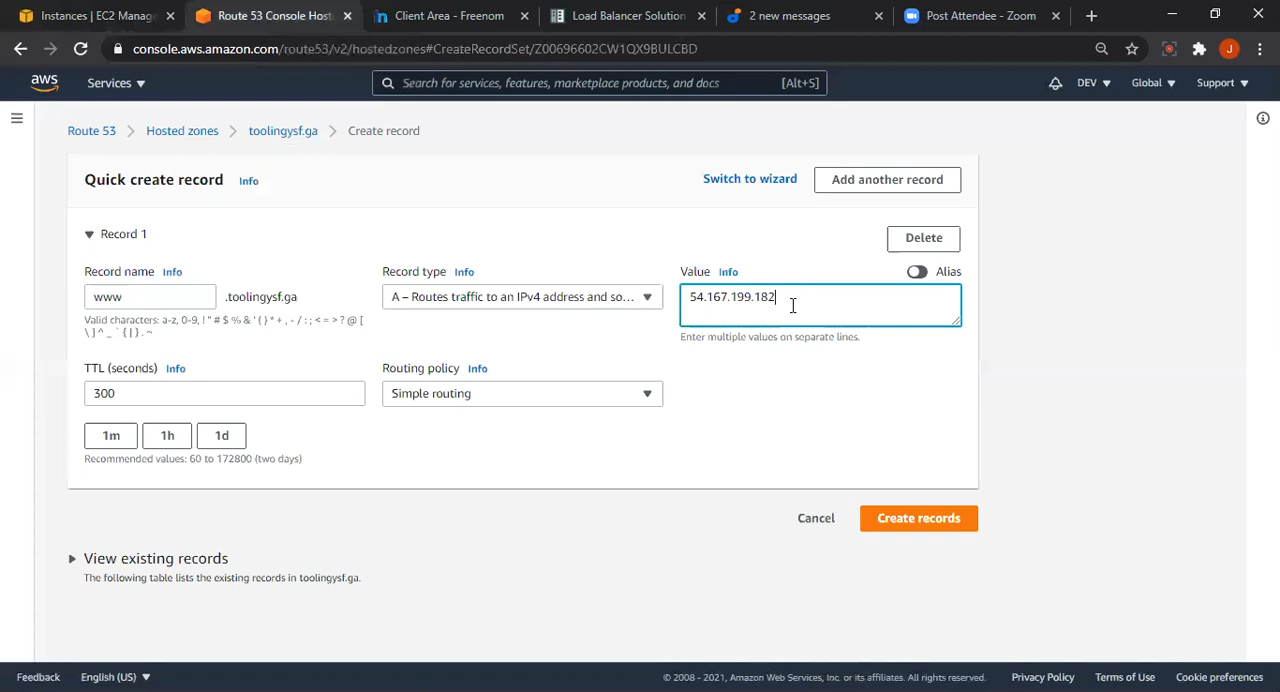 Instances | EC2 Manag
Route 53 Console Host
Client Area - Freenom
Load Balancer Solution
2 new messages
Post Attendee - Zoom
console.aws.amazon.com/route53/v2/hostedzones#CreateRecordSet/Z00696602CW1QX9BULCBD
J
aws
Services
Search for services, features, marketplace products, and docs
[Alt+S]
DEV
Global
Support
Route 53
Hosted zones
toolingysf.ga
Create record
Quick create record
Info
Switch to wizard
Add another record
Record 1
Delete
Record name Info
Record type Info
Value Info
Alias
www
.toolingysf.ga
A – Routes traffic to an IPv4 address and so...
54.167.199.182
Valid characters: a-z, 0-9, ! " # $ % & ' ( ) * + , - / : ; < = > ? @ [
\ ] ^ _ ` { | } . ~
Enter multiple values on separate lines.
TTL (seconds) Info
Routing policy Info
300
Simple routing
1m
1h
1d
Recommended values: 60 to 172800 (two days)
Cancel
Create records
View existing records
The following table lists the existing records in toolingysf.ga.
Feedback
English (US)
© 2008 - 2021, Amazon Web Services, Inc. or its affiliates. All rights reserved.
Privacy Policy
Terms of Use
Cookie preferences